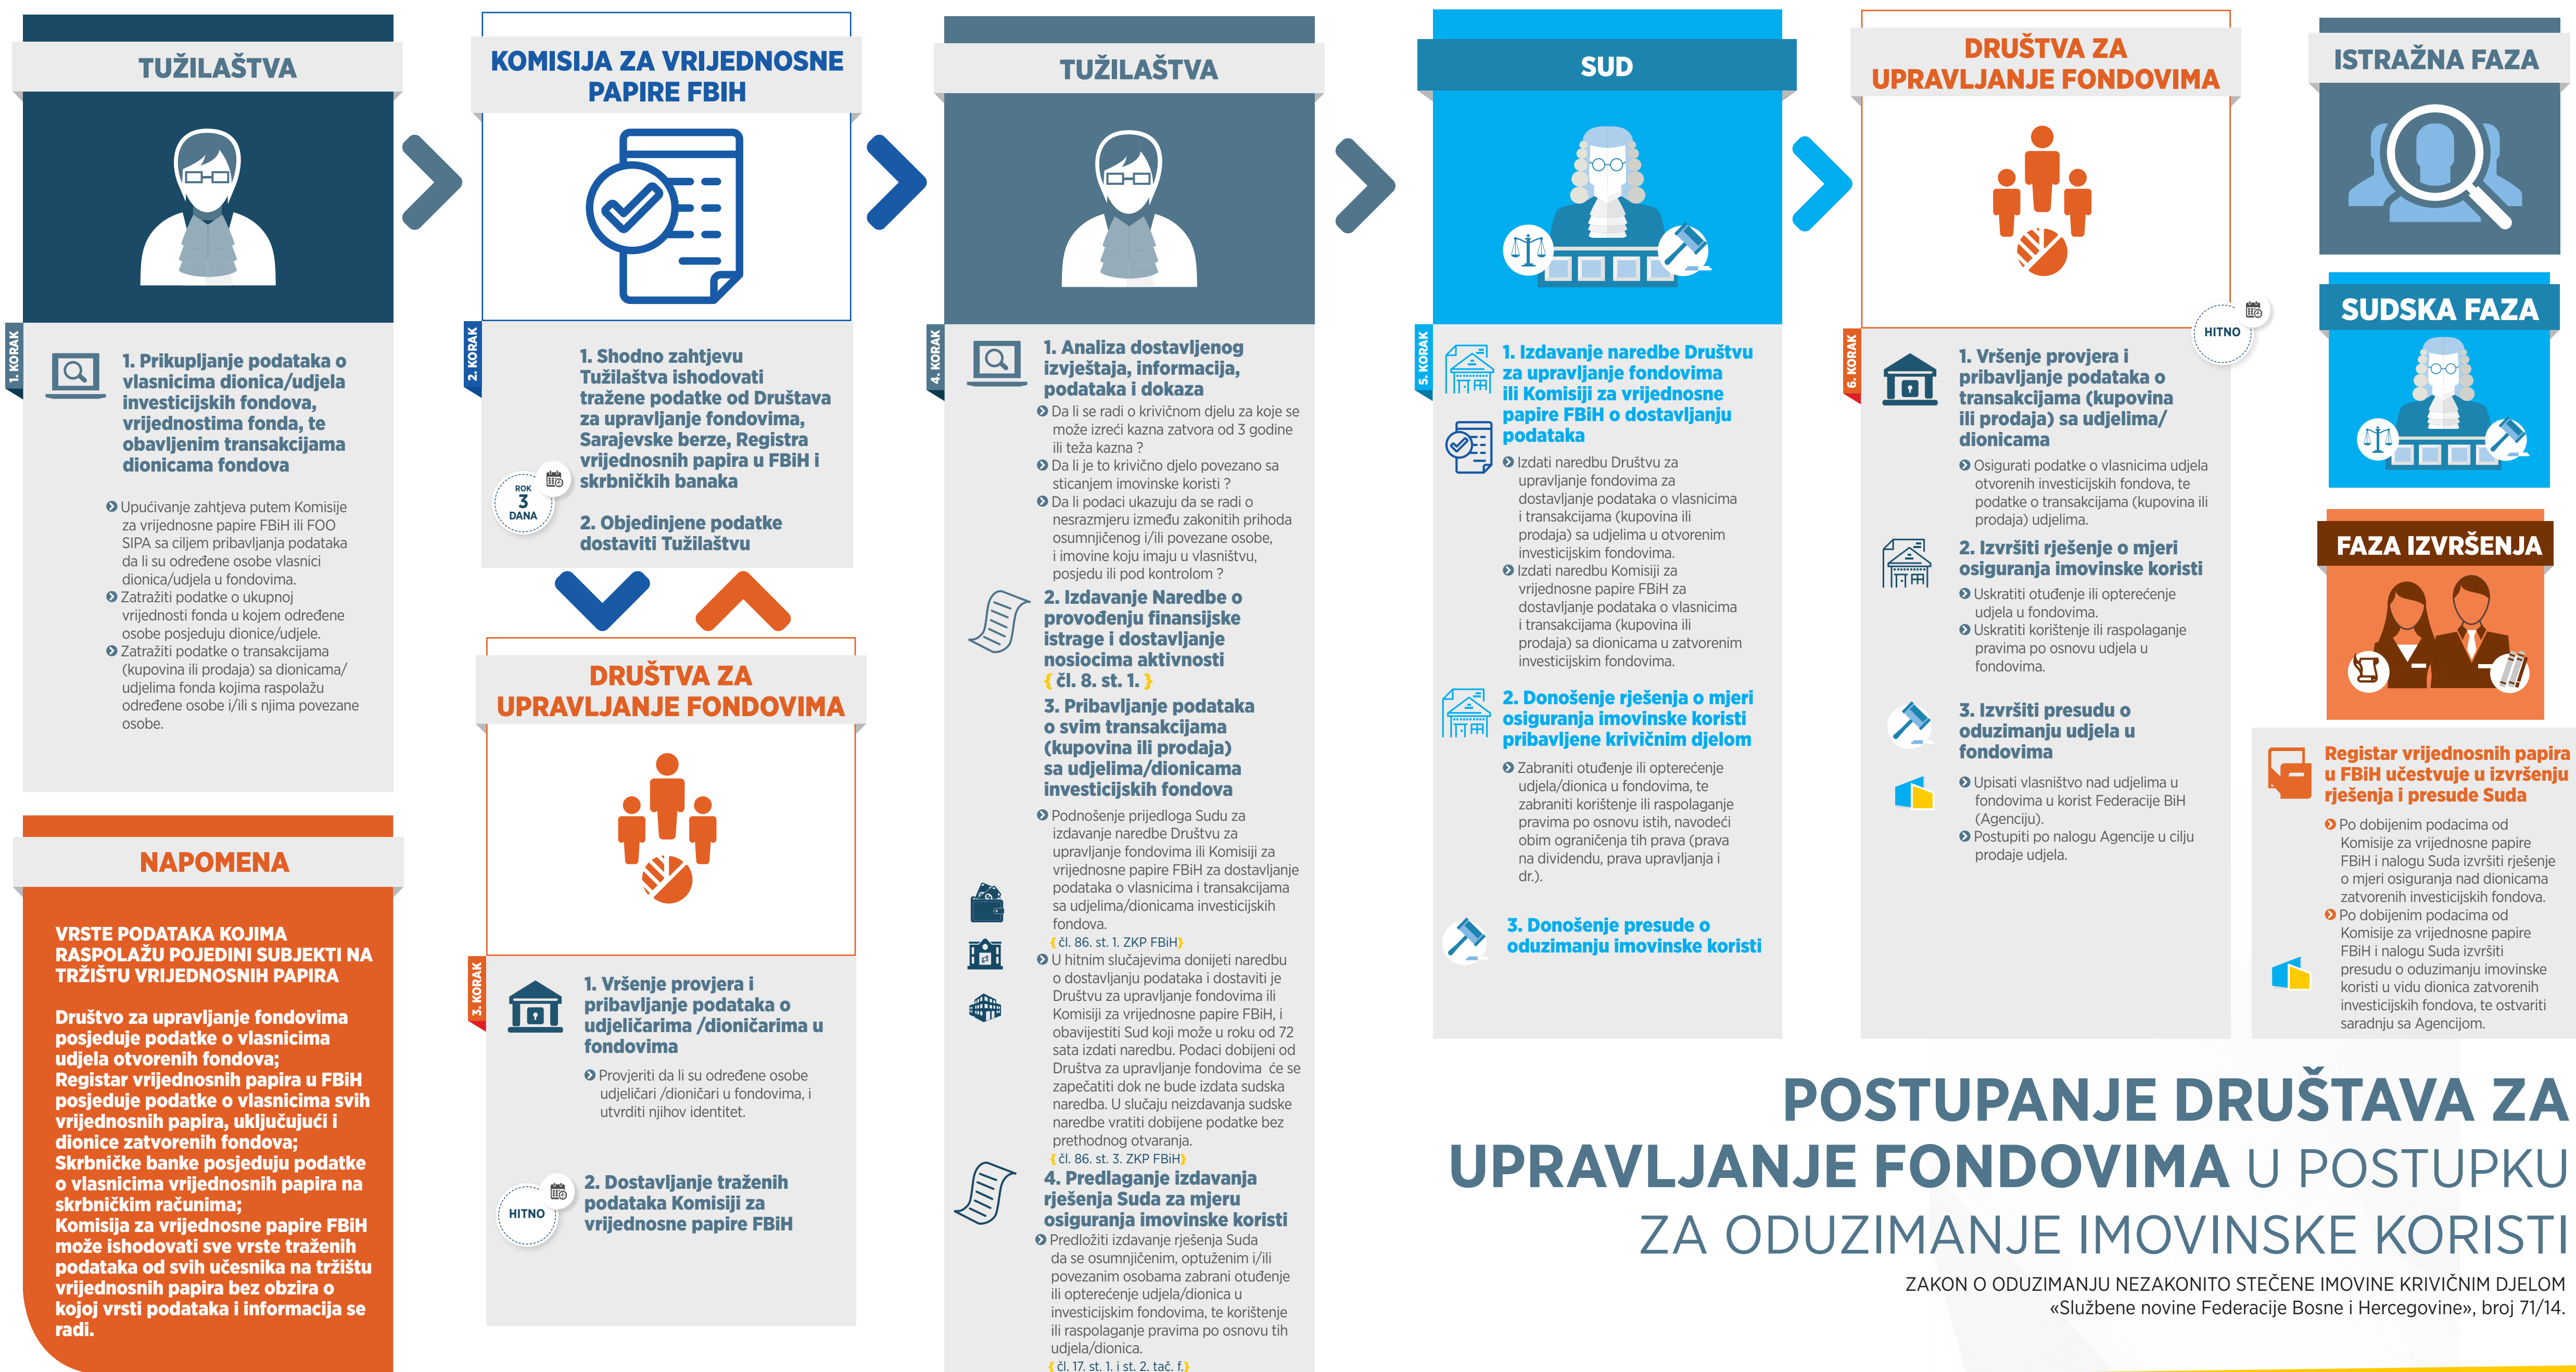 TUŽILAŠTVA
1. KORAK
1. Prikupljanje podataka o
vlasnicima dionica/udjela
investicijskih fondova,
vrijednostima fonda, te
obavljenim transakcijama
dionicama fondova
Upućivanje zahtjeva putem Komisije
za vrijednosne papire FBiH ili FOO
SIPA sa ciljem pribavljanja podataka
da li su određene osobe vlasnici
dionica/udjela u fondovima.
Zatražiti podatke o ukupnoj
vrijednosti fonda u kojem određene
osobe posjeduju dionice/udjele.
Zatražiti podatke o transakcijama
(kupovina ili prodaja) sa dionicama/
udjelima fonda kojima raspolažu
određene osobe i/ili s njima povezane
osobe.
NAPOMENA
VRSTE PODATAKA KOJIMA
RASPOLAŽU POJEDINI SUBJEKTI NA
TRŽIŠTU VRIJEDNOSNIH PAPIRA
Društvo za upravljanje fondovima
posjeduje podatke o vlasnicima
udjela otvorenih fondova;
Registar vrijednosnih papira u FBiH
posjeduje podatke o vlasnicima svih
vrijednosnih papira, uključujući i
dionice zatvorenih fondova;
Skrbničke banke posjeduju podatke
o vlasnicima vrijednosnih papira na
skrbničkim računima;
Komisija za vrijednosne papire FBiH
može ishodovati sve vrste traženih
podataka od svih učesnika na tržištu
vrijednosnih papira bez obzira o
kojoj vrsti podataka i informacija se
radi.
KOMISIJA ZA VRIJEDNOSNE
PAPIRE FBIH
2. KORAK
1. Shodno zahtjevu
Tužilaštva ishodovati
tražene podatke od Društava
za upravljanje fondovima,
Sarajevske berze, Registra
vrijednosnih papira u FBiH i
skrbničkih banaka
ROK
3
DANA
2. Objedinjene podatke
dostaviti Tužilaštvu
DRUŠTVA ZA
UPRAVLJANJE FONDOVIMA
3. KORAK
1. Vršenje provjera i
pribavljanje podataka o
udjeličarima /dioničarima u
fondovima
Provjeriti da li su određene osobe
udjeličari /dioničari u fondovima, i
utvrditi njihov identitet.
HITNO
2. Dostavljanje traženih
podataka Komisiji za
vrijednosne papire FBiH
TUŽILAŠTVA
4. KORAK
1. Analiza dostavljenog
izvještaja, informacija,
podataka i dokaza
Da li se radi o krivičnom djelu za koje se
može izreći kazna zatvora od 3 godine
ili teža kazna ?
Da li je to krivično djelo povezano sa
sticanjem imovinske koristi ?
Da li podaci ukazuju da se radi o
nesrazmjeru između zakonitih prihoda
osumnjičenog i/ili povezane osobe,
i imovine koju imaju u vlasništvu,
posjedu ili pod kontrolom ?
2. Izdavanje Naredbe o
provođenju finansijske
istrage i dostavljanje
nosiocima aktivnosti
{ čl. 8. st. 1. }
3. Pribavljanje podataka
o svim transakcijama
(kupovina ili prodaja)
sa udjelima/dionicama
investicijskih fondova
Podnošenje prijedloga Sudu za
izdavanje naredbe Društvu za
upravljanje fondovima ili Komisiji za
vrijednosne papire FBiH za dostavljanje
podataka o vlasnicima i transakcijama
sa udjelima/dionicama investicijskih
fondova.
{ čl. 86. st. 1. ZKP FBiH}
U hitnim slučajevima donijeti naredbu
o dostavljanju podataka i dostaviti je
Društvu za upravljanje fondovima ili
Komisiji za vrijednosne papire FBiH, i
obavijestiti Sud koji može u roku od 72
sata izdati naredbu. Podaci dobijeni od
Društva za upravljanje fondovima će se
zapečatiti dok ne bude izdata sudska
naredba. U slučaju neizdavanja sudske
naredbe vratiti dobijene podatke bez
prethodnog otvaranja.
{ čl. 86. st. 3. ZKP FBiH}
4. Predlaganje izdavanja
rješenja Suda za mjeru
osiguranja imovinske koristi
Predložiti izdavanje rješenja Suda
da se osumnjičenim, optuženim i/ili
povezanim osobama zabrani otuđenje
ili opterećenje udjela/dionica u
investicijskim fondovima, te korištenje
ili raspolaganje pravima po osnovu tih
udjela/dionica.
{ čl. 17. st. 1. i st. 2. tač. f.}
SUD
5. KORAK
1. Izdavanje naredbe Društvu
za upravljanje fondovima
ili Komisiji za vrijednosne
papire FBiH o dostavljanju
podataka
Izdati naredbu Društvu za
upravljanje fondovima za
dostavljanje podataka o vlasnicima
i transakcijama (kupovina ili
prodaja) sa udjelima u otvorenim
investicijskim fondovima.
Izdati naredbu Komisiji za
vrijednosne papire FBiH za
dostavljanje podataka o vlasnicima
i transakcijama (kupovina ili
prodaja) sa dionicama u zatvorenim
investicijskim fondovima.
2. Donošenje rješenja o mjeri
osiguranja imovinske koristi
pribavljene krivičnim djelom
Zabraniti otuđenje ili opterećenje
udjela/dionica u fondovima, te
zabraniti korištenje ili raspolaganje
pravima po osnovu istih, navodeći
obim ograničenja tih prava (prava
na dividendu, prava upravljanja i
dr.).
3. Donošenje presude o
oduzimanju imovinske koristi
DRUŠTVA ZA
UPRAVLJANJE FONDOVIMA
HITNO
6. KORAK
1. Vršenje provjera i
pribavljanje podataka o
transakcijama (kupovina
ili prodaja) sa udjelima/
dionicama
Osigurati podatke o vlasnicima udjela
otvorenih investicijskih fondova, te
podatke o transakcijama (kupovina ili
prodaja) udjelima.
2. Izvršiti rješenje o mjeri
osiguranja imovinske koristi
Uskratiti otuđenje ili opterećenje
udjela u fondovima.
Uskratiti korištenje ili raspolaganje
pravima po osnovu udjela u
fondovima.
3. Izvršiti presudu o
oduzimanju udjela u
fondovima
Upisati vlasništvo nad udjelima u
fondovima u korist Federacije BiH
(Agenciju).
Postupiti po nalogu Agencije u cilju
prodaje udjela.
ISTRAŽNA FAZA
SUDSKA FAZA
FAZA IZVRŠENJA
Registar vrijednosnih papira
u FBiH učestvuje u izvršenju
rješenja i presude Suda
Po dobijenim podacima od
Komisije za vrijednosne papire
FBiH i nalogu Suda izvršiti rješenje
o mjeri osiguranja nad dionicama
zatvorenih investicijskih fondova.
Po dobijenim podacima od
Komisije za vrijednosne papire
FBiH i nalogu Suda izvršiti
presudu o oduzimanju imovinske
koristi u vidu dionica zatvorenih
investicijskih fondova, te ostvariti
saradnju sa Agencijom.
POSTUPANJE DRUŠTAVA ZA
UPRAVLJANJE FONDOVIMA U POSTUPKU
ZA ODUZIMANJE IMOVINSKE KORISTI
ZAKON O ODUZIMANJU NEZAKONITO STEČENE IMOVINE KRIVIČNIM DJELOM
«Službene novine Federacije Bosne i Hercegovine», broj 71/14.